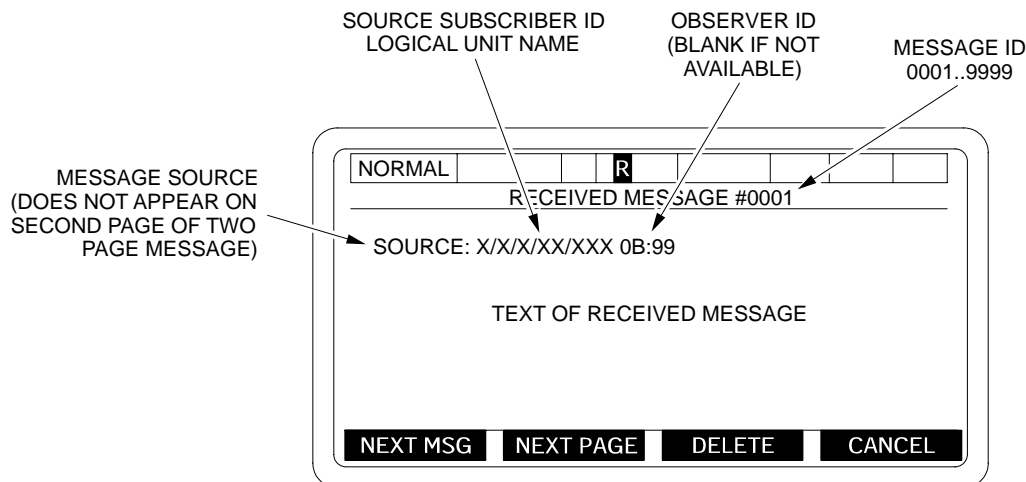 SOURCE SUBSCRIBER ID
LOGICAL UNIT NAME
OBSERVER ID
(BLANK IF NOT
AVAILABLE)
MESSAGE ID
0001..9999
MESSAGE SOURCE
(DOES NOT APPEAR ON
SECOND PAGE OF TWO
PAGE MESSAGE)
NORMAL R
RECEIVED MESSAGE #0001
SOURCE: X/X/X/XX/XXX 0B:99
TEXT OF RECEIVED MESSAGE
NEXT MSG NEXT PAGE DELETE CANCEL